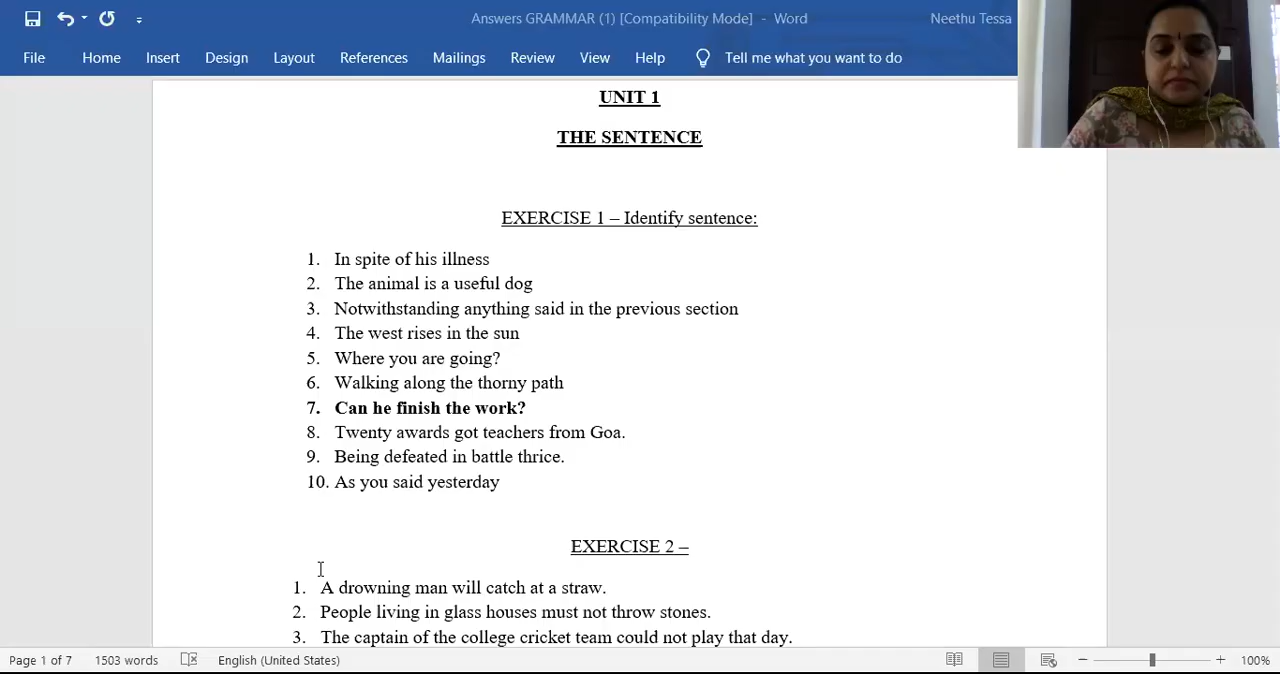 Answers GRAMMAR (1) [Compatibility Mode] - Word
Neethu Tessa
File Home Insert Design Layout References Mailings Review View Help Tell me what you want to do
UNIT 1
THE SENTENCE
EXERCISE 1 – Identify sentence:
1. In spite of his illness
2. The animal is a useful dog
3. Notwithstanding anything said in the previous section
4. The west rises in the sun
5. Where you are going?
6. Walking along the thorny path
7. Can he finish the work?
8. Twenty awards got teachers from Goa.
9. Being defeated in battle thrice.
10. As you said yesterday
EXERCISE 2 –
1. A drowning man will catch at a straw.
2. People living in glass houses must not throw stones.
3. The captain of the college cricket team could not play that day.
Page 1 of 7 1503 words English (United States) 100%